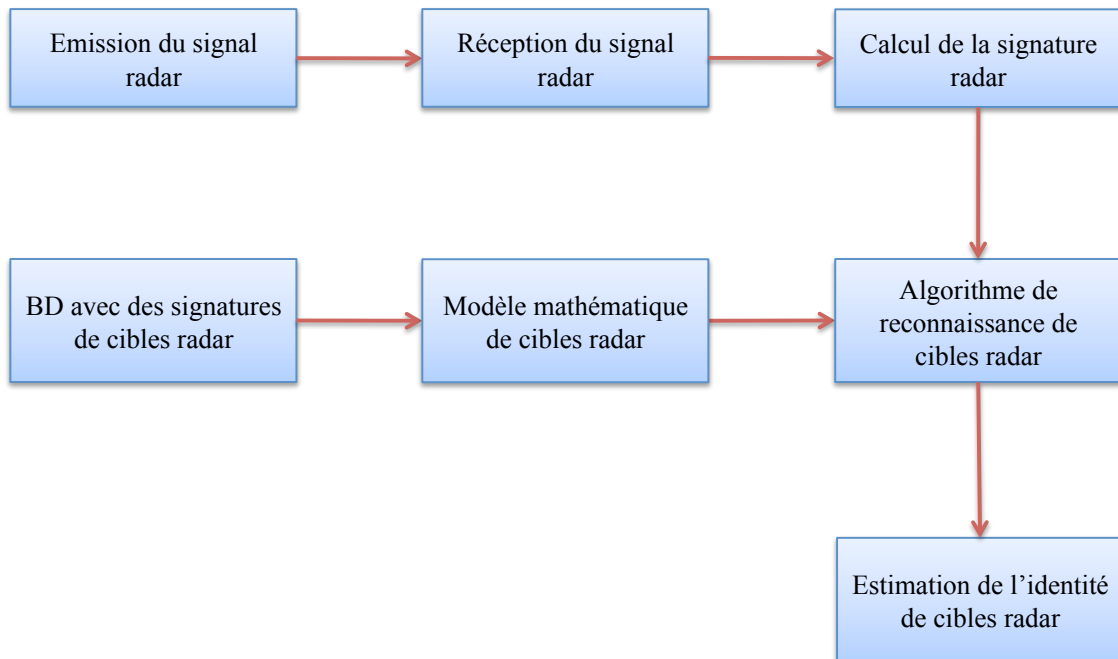 Emission du signal
radar
Réception du signal
radar
Calcul de la signature
radar
BD avec des signatures
de cibles radar
Modèle mathématique
de cibles radar
Algorithme de
reconnaissance de
cibles radar
Estimation de l’identité
de cibles radar